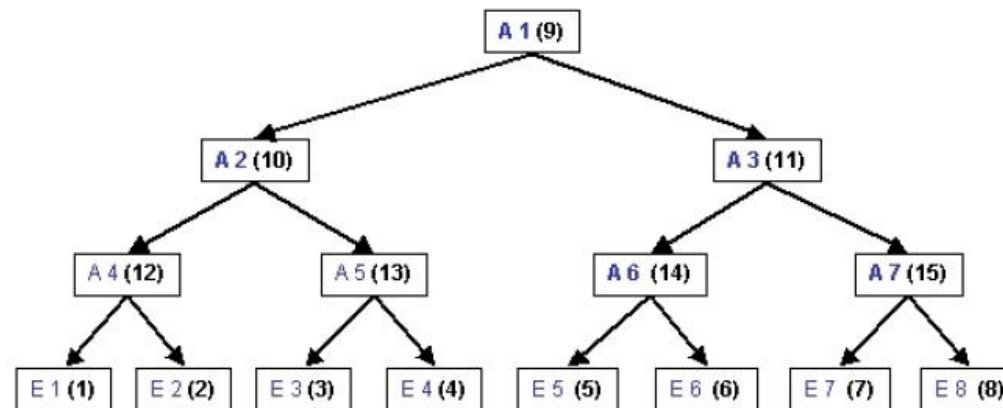 A 1 (9)
A 2 (10) A 3 (11)
A 4 (12) A 5 (13) A 6 (14) A 7 (15)
E 1 (1) E 2 (2) E 3 (3) E 4 (4) E 5 (5) E 6 (6) E 7 (7) E 8 (8)